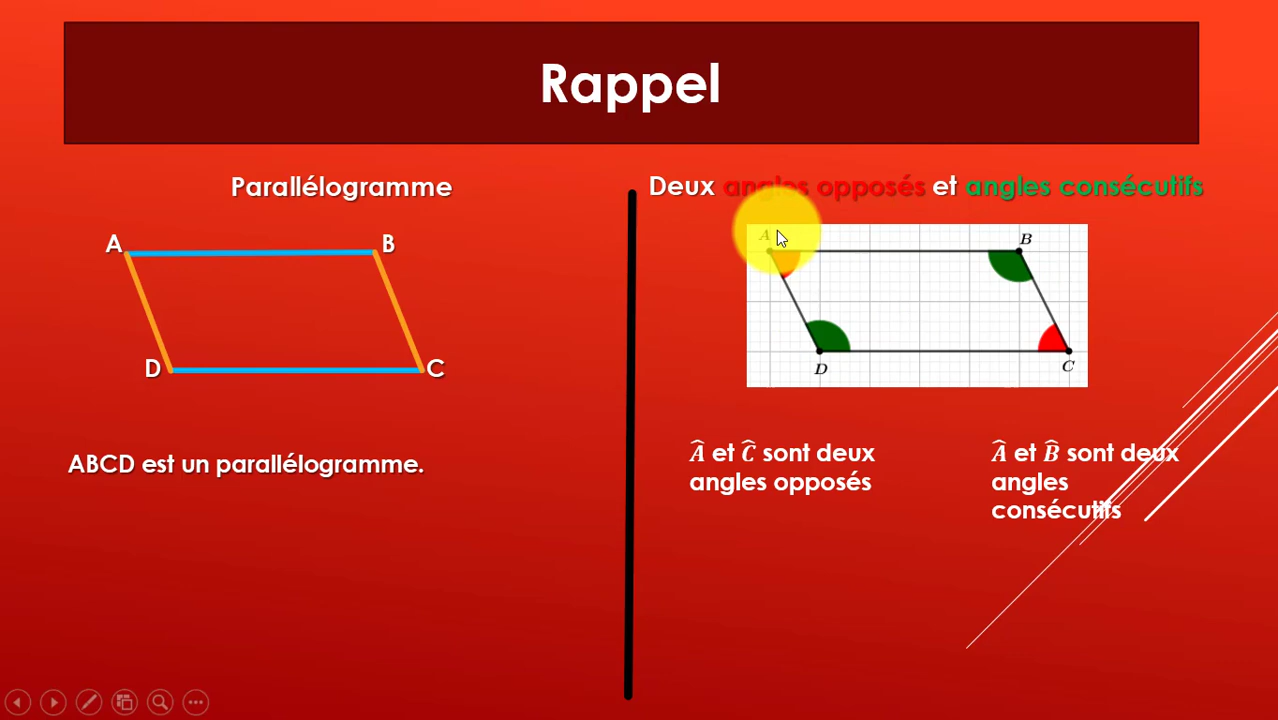 Rappel
Parallélogramme
A
B
D
C
ABCD est un parallélogramme.
Deux angles opposés et angles consécutifs
A
B
D
C
Â et Ĉ sont deux
angles opposés
Â et B̂ sont deux
angles
consécutifs